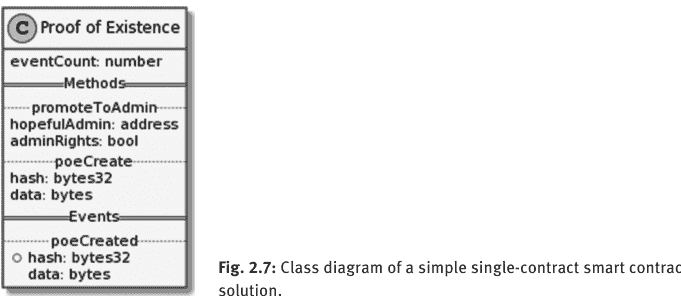 C Proof of Existence
eventCount: number
Methods
promoteToAdmin
hopefulAdmin: address
adminRights: bool
poeCreate
hash: bytes32
data: bytes
Events
poeCreated
hash: bytes32
data: bytes
Fig. 2.7: Class diagram of a simple single-contract smart contrac
solution.